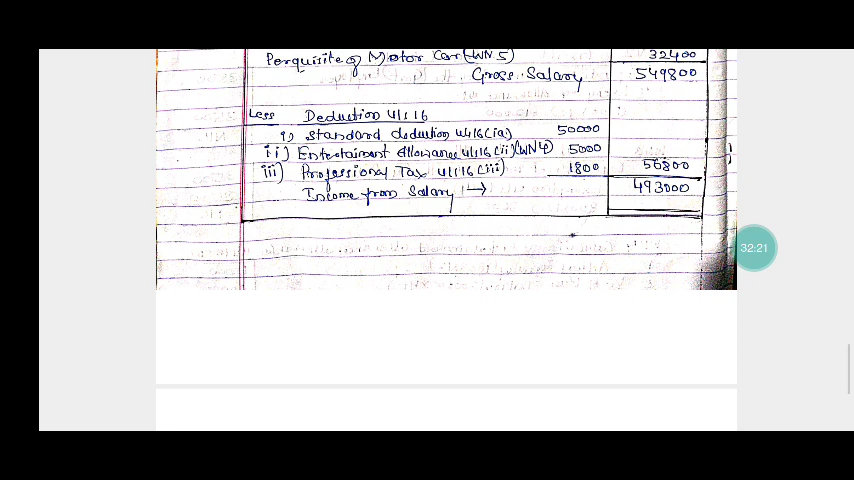 Perquisite of Motor Car (WN 5) 32400
Gross Salary 549800
Less Deduction u/s 16
i) Standard deduction u/s 16 (ia) 50000
ii) Entertaiment Allowance u/s 16 (ii) (WN 4) 5000
iii) Professional Tax u/s 16 (iii) 1800 56800
Income from Salary → 493000
32:21